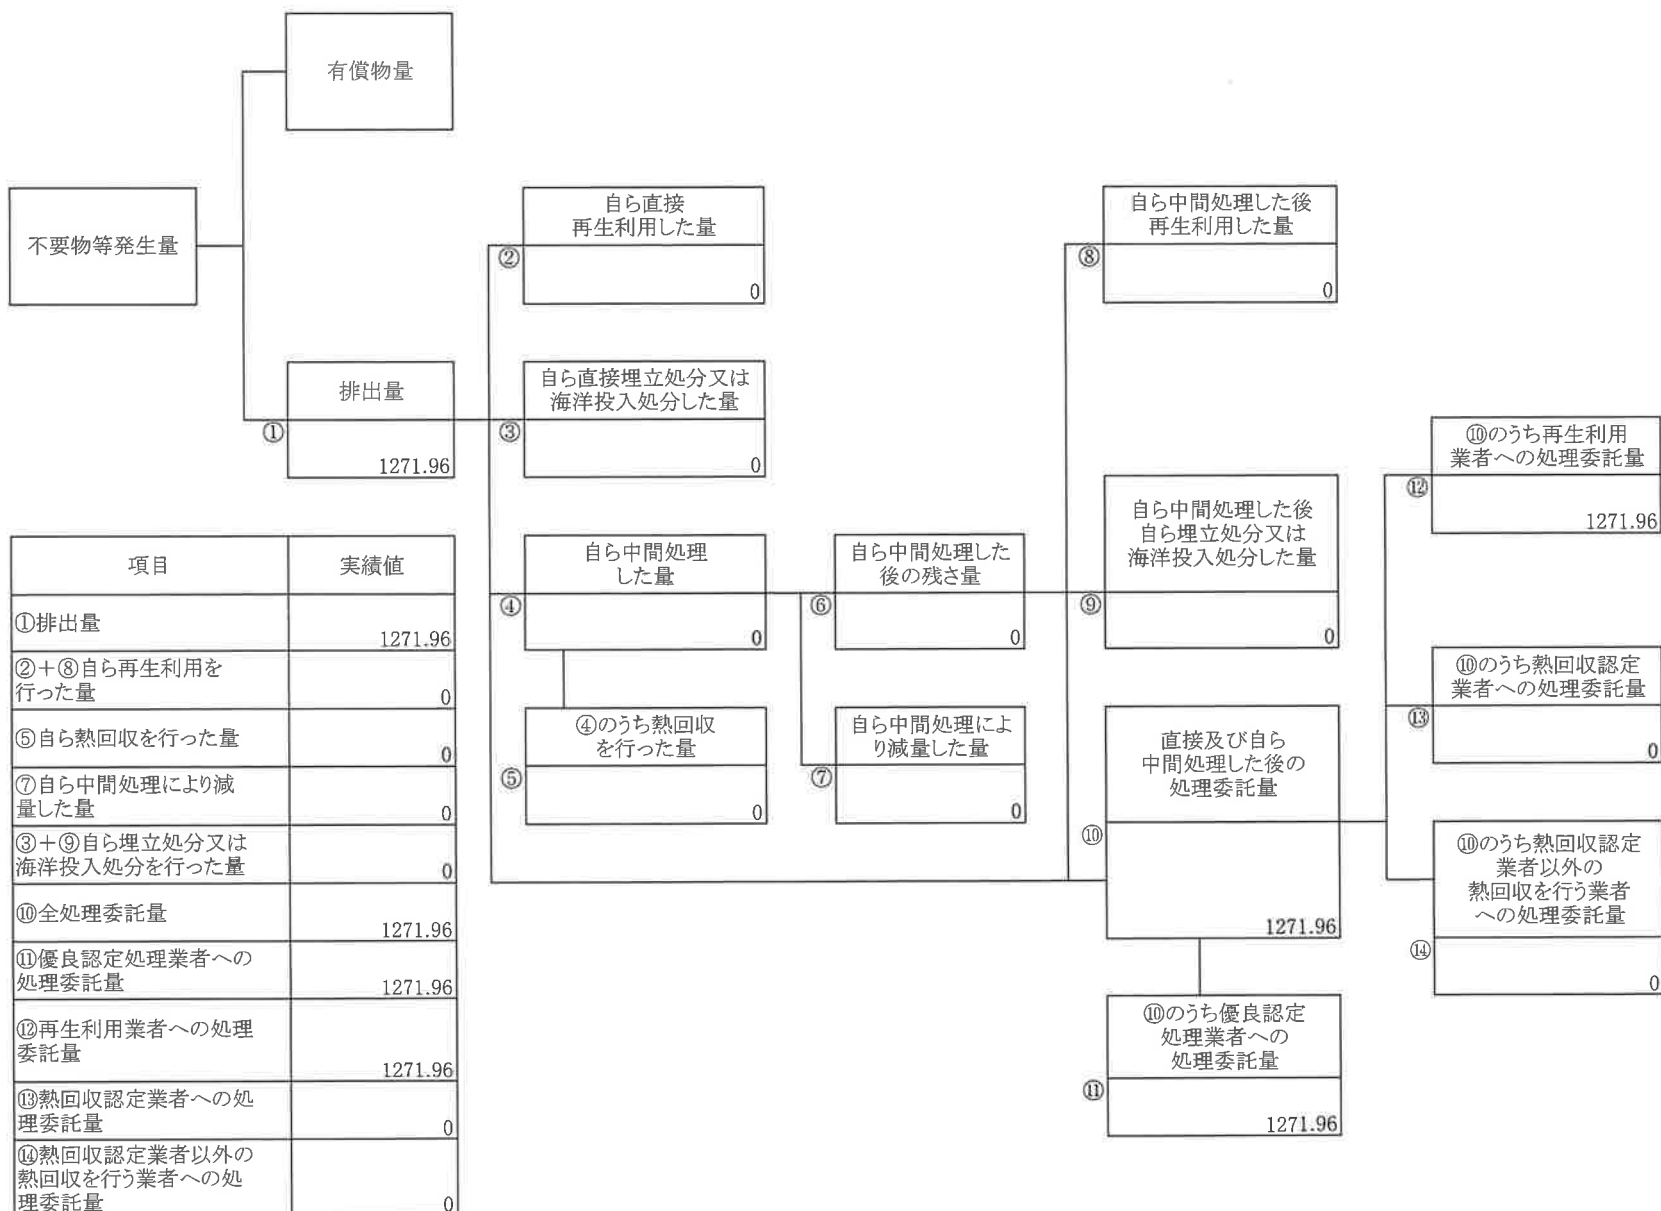 有償物量
不要物等発生量
自ら直接
再生利用した量
②
0
自ら中間処理した後
再生利用した量
⑧
0
排出量
①
1271.96
自ら直接埋立処分又は
海洋投入処分した量
③
0
⑩のうち再生利用
業者への処理委託量
⑫
1271.96
自ら中間処理した後
自ら埋立処分又は
海洋投入処分した量
⑨
0
自ら中間処理
した量
④
0
自ら中間処理した
後の残さ量
⑥
0
⑩のうち熱回収認定
業者への処理委託量
⑬
0
④のうち熱回収
を行った量
⑤
0
自ら中間処理によ
り減量した量
⑦
0
直接及び自ら
中間処理した後の
処理委託量
⑩
1271.96
⑩のうち熱回収認定
業者以外の
熱回収を行う業者
への処理委託量
⑭
0
⑩のうち優良認定
処理業者への
処理委託量
⑪
1271.96
項目 実績値
①排出量
1271.96
②+⑧自ら再生利用を
行った量 0
⑤自ら熱回収を行った量
0
⑦自ら中間処理により減
量した量 0
③+⑨自ら埋立処分又は
海洋投入処分を行った量 0
⑩全処理委託量
1271.96
⑪優良認定処理業者への
処理委託量 1271.96
⑫再生利用業者への処理
委託量
1271.96
⑬熱回収認定業者への処
理委託量 0
⑭熱回収認定業者以外の
熱回収を行う業者への処
理委託量 0